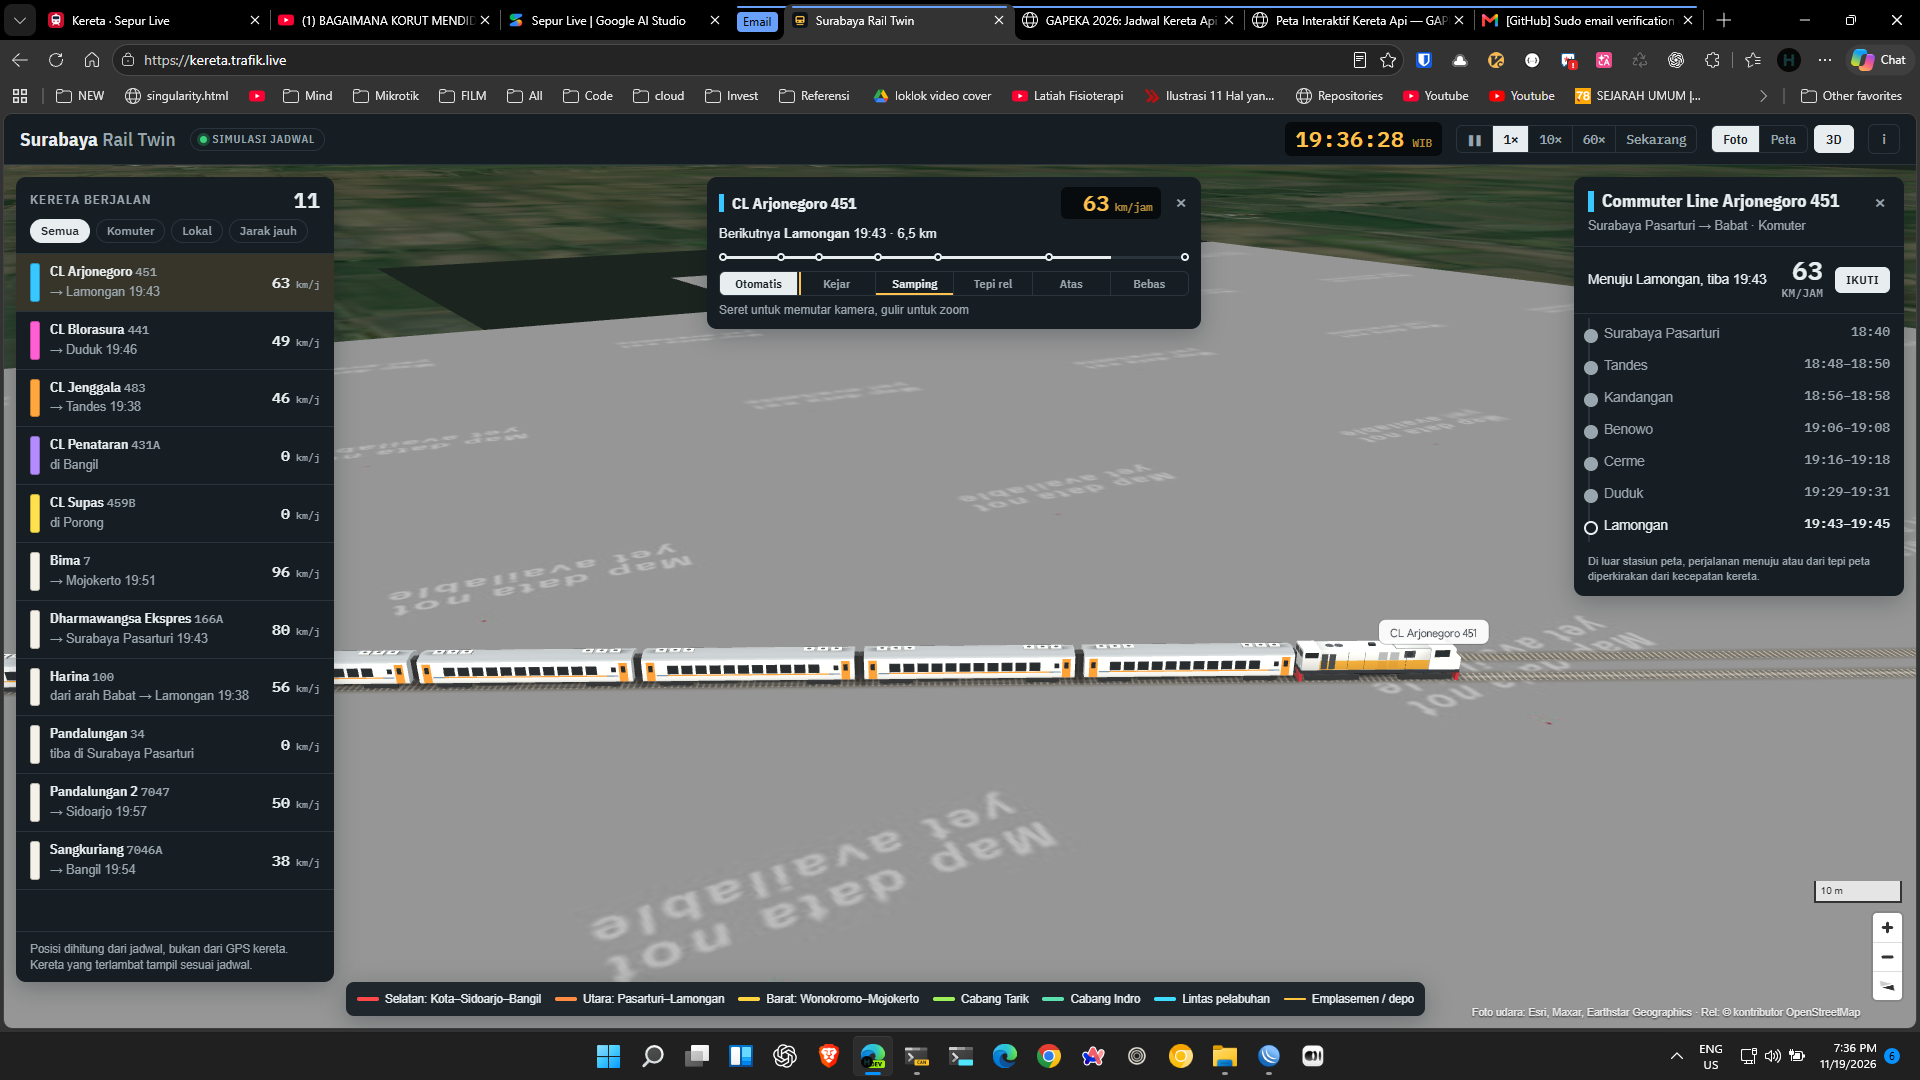 Kereta · Sepur Live
(1) BAGAIMANA KORUT MENDID
Sepur Live | Google AI Studio
Email
Surabaya Rail Twin
GAPEKA 2026: Jadwal Kereta Api
Peta Interaktif Kereta Api — GAP
[GitHub] Sudo email verification
https://kereta.trafik.live
Chat
NEW
singularity.html
Mind
Mikrotik
FILM
All
Code
cloud
Invest
Referensi
loklok video cover
Latiah Fisioterapi
Ilustrasi 11 Hal yan...
Repositories
Youtube
Youtube
SEJARAH UMUM |...
Other favorites
Surabaya Rail Twin
SIMULASI JADWAL
19:36:28 WIB
1×
10×
60×
Sekarang
Foto
Peta
3D
i
KERETA BERJALAN
11
Semua
Komuter
Lokal
Jarak jauh
CL Arjonegoro 451
→ Lamongan 19:43
63 km/j
CL Blorasura 441
→ Duduk 19:46
49 km/j
CL Jenggala 483
→ Tandes 19:38
46 km/j
CL Penataran 431A
di Bangil
0 km/j
CL Supas 459B
di Porong
0 km/j
Bima 7
→ Mojokerto 19:51
96 km/j
Dharmawangsa Ekspres 166A
→ Surabaya Pasarturi 19:43
80 km/j
Harina 100
dari arah Babat → Lamongan 19:38
56 km/j
Pandalungan 34
tiba di Surabaya Pasarturi
0 km/j
Pandalungan 2 7047
→ Sidoarjo 19:57
50 km/j
Sangkuriang 7046A
→ Bangil 19:54
38 km/j
Posisi dihitung dari jadwal, bukan dari GPS kereta.
Kereta yang terlambat tampil sesuai jadwal.
CL Arjonegoro 451
63 km/jam
Berikutnya Lamongan 19:43 · 6,5 km
Otomatis
Kejar
Samping
Tepi rel
Atas
Bebas
Seret untuk memutar kamera, gulir untuk zoom
Commuter Line Arjonegoro 451
Surabaya Pasarturi → Babat · Komuter
Menuju Lamongan, tiba 19:43
63
KM/JAM
IKUTI
Surabaya Pasarturi 18:40
Tandes 18:48–18:50
Kandangan 18:56–18:58
Benowo 19:06–19:08
Cerme 19:16–19:18
Duduk 19:29–19:31
Lamongan 19:43–19:45
Di luar stasiun peta, perjalanan menuju atau dari tepi peta
diperkirakan dari kecepatan kereta.
Map data not
yet available
Map data not
yet available
CL Arjonegoro 451
Map data not
yet available
10 m
Selatan: Kota–Sidoarjo–Bangil
Utara: Pasarturi–Lamongan
Barat: Wonokromo–Mojokerto
Cabang Tarik
Cabang Indro
Lintas pelabuhan
Emplasemen / depo
Foto udara: Esri, Maxar, Earthstar Geographics · Rel: © kontributor OpenStreetMap
ENG
US
7:36 PM
11/19/2026
6